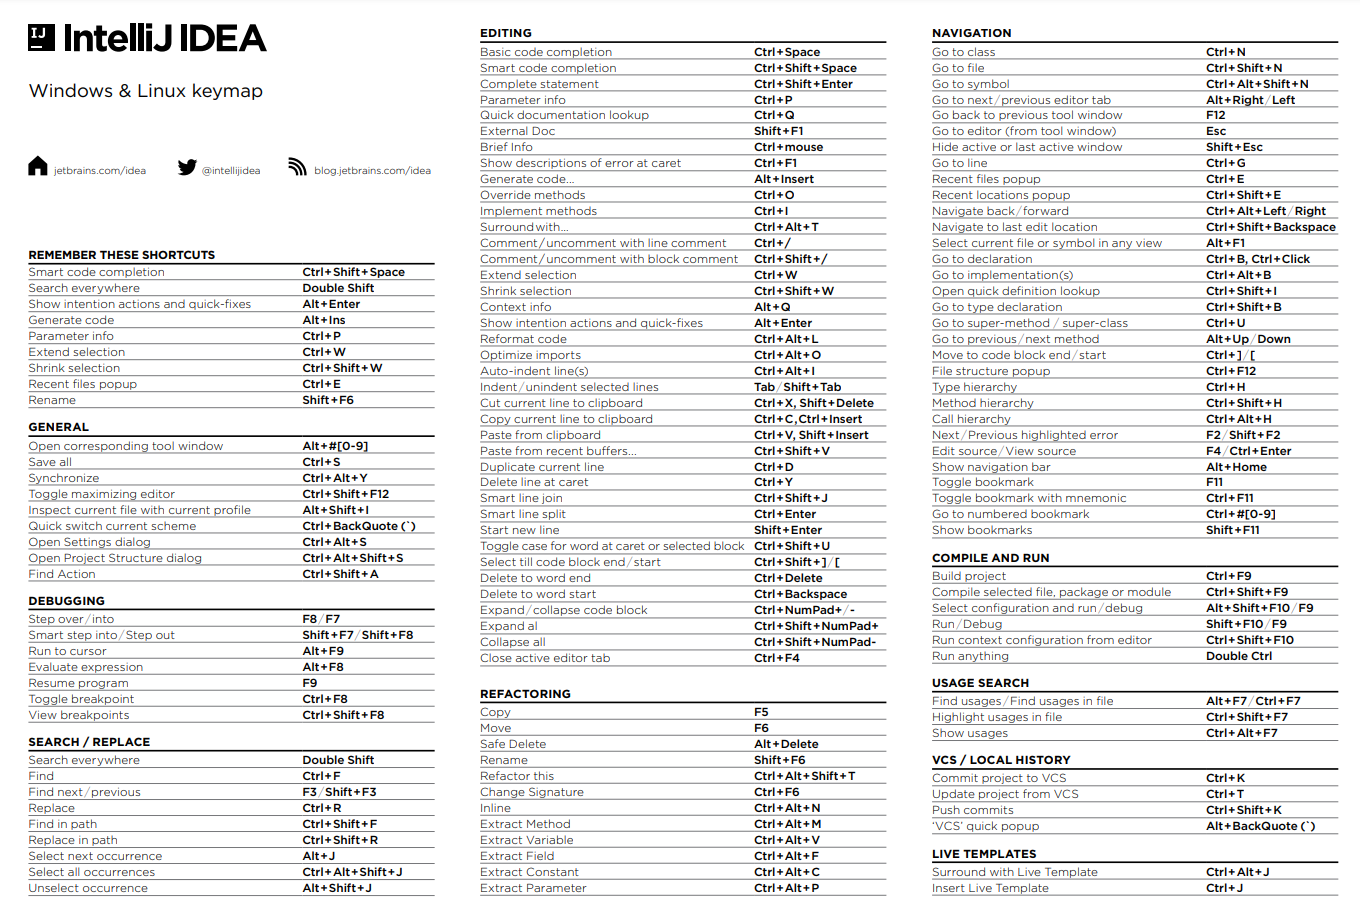 IJ IntelliJ IDEA
Windows & Linux keymap
jetbrains.com/idea @intellijidea blog.jetbrains.com/idea
REMEMBER THESE SHORTCUTS
Smart code completion Ctrl+Shift+Space
Search everywhere Double Shift
Show intention actions and quick-fixes Alt+Enter
Generate code Alt+Ins
Parameter info Ctrl+P
Extend selection Ctrl+W
Shrink selection Ctrl+Shift+W
Recent files popup Ctrl+E
Rename Shift+F6
GENERAL
Open corresponding tool window Alt+#[0-9]
Save all Ctrl+S
Synchronize Ctrl+Alt+Y
Toggle maximizing editor Ctrl+Shift+F12
Inspect current file with current profile Alt+Shift+I
Quick switch current scheme Ctrl+BackQuote (`)
Open Settings dialog Ctrl+Alt+S
Open Project Structure dialog Ctrl+Alt+Shift+S
Find Action Ctrl+Shift+A
DEBUGGING
Step over/into F8/F7
Smart step into/Step out Shift+F7/Shift+F8
Run to cursor Alt+F9
Evaluate expression Alt+F8
Resume program F9
Toggle breakpoint Ctrl+F8
View breakpoints Ctrl+Shift+F8
SEARCH / REPLACE
Search everywhere Double Shift
Find Ctrl+F
Find next/previous F3/Shift+F3
Replace Ctrl+R
Find in path Ctrl+Shift+F
Replace in path Ctrl+Shift+R
Select next occurrence Alt+J
Select all occurrences Ctrl+Alt+Shift+J
Unselect occurrence Alt+Shift+J
EDITING
Basic code completion Ctrl+Space
Smart code completion Ctrl+Shift+Space
Complete statement Ctrl+Shift+Enter
Parameter info Ctrl+P
Quick documentation lookup Ctrl+Q
External Doc Shift+F1
Brief Info Ctrl+mouse
Show descriptions of error at caret Ctrl+F1
Generate code... Alt+Insert
Override methods Ctrl+O
Implement methods Ctrl+I
Surround with... Ctrl+Alt+T
Comment/uncomment with line comment Ctrl+/
Comment/uncomment with block comment Ctrl+Shift+/
Extend selection Ctrl+W
Shrink selection Ctrl+Shift+W
Context info Alt+Q
Show intention actions and quick-fixes Alt+Enter
Reformat code Ctrl+Alt+L
Optimize imports Ctrl+Alt+O
Auto-indent line(s) Ctrl+Alt+I
Indent/unindent selected lines Tab/Shift+Tab
Cut current line to clipboard Ctrl+X, Shift+Delete
Copy current line to clipboard Ctrl+C,Ctrl+Insert
Paste from clipboard Ctrl+V, Shift+Insert
Paste from recent buffers... Ctrl+Shift+V
Duplicate current line Ctrl+D
Delete line at caret Ctrl+Y
Smart line join Ctrl+Shift+J
Smart line split Ctrl+Enter
Start new line Shift+Enter
Toggle case for word at caret or selected block Ctrl+Shift+U
Select till code block end/start Ctrl+Shift+]/[
Delete to word end Ctrl+Delete
Delete to word start Ctrl+Backspace
Expand/collapse code block Ctrl+NumPad+/-
Expand al Ctrl+Shift+NumPad+
Collapse all Ctrl+Shift+NumPad-
Close active editor tab Ctrl+F4
REFACTORING
Copy F5
Move F6
Safe Delete Alt+Delete
Rename Shift+F6
Refactor this Ctrl+Alt+Shift+T
Change Signature Ctrl+F6
Inline Ctrl+Alt+N
Extract Method Ctrl+Alt+M
Extract Variable Ctrl+Alt+V
Extract Field Ctrl+Alt+F
Extract Constant Ctrl+Alt+C
Extract Parameter Ctrl+Alt+P
NAVIGATION
Go to class Ctrl+N
Go to file Ctrl+Shift+N
Go to symbol Ctrl+Alt+Shift+N
Go to next/previous editor tab Alt+Right/Left
Go back to previous tool window F12
Go to editor (from tool window) Esc
Hide active or last active window Shift+Esc
Go to line Ctrl+G
Recent files popup Ctrl+E
Recent locations popup Ctrl+Shift+E
Navigate back/forward Ctrl+Alt+Left/Right
Navigate to last edit location Ctrl+Shift+Backspace
Select current file or symbol in any view Alt+F1
Go to declaration Ctrl+B, Ctrl+Click
Go to implementation(s) Ctrl+Alt+B
Open quick definition lookup Ctrl+Shift+I
Go to type declaration Ctrl+Shift+B
Go to super-method / super-class Ctrl+U
Go to previous/next method Alt+Up/Down
Move to code block end/start Ctrl+]/[
File structure popup Ctrl+F12
Type hierarchy Ctrl+H
Method hierarchy Ctrl+Shift+H
Call hierarchy Ctrl+Alt+H
Next/Previous highlighted error F2/Shift+F2
Edit source/View source F4/Ctrl+Enter
Show navigation bar Alt+Home
Toggle bookmark F11
Toggle bookmark with mnemonic Ctrl+F11
Go to numbered bookmark Ctrl+#[0-9]
Show bookmarks Shift+F11
COMPILE AND RUN
Build project Ctrl+F9
Compile selected file, package or module Ctrl+Shift+F9
Select configuration and run/debug Alt+Shift+F10/F9
Run/Debug Shift+F10/F9
Run context configuration from editor Ctrl+Shift+F10
Run anything Double Ctrl
USAGE SEARCH
Find usages/Find usages in file Alt+F7/Ctrl+F7
Highlight usages in file Ctrl+Shift+F7
Show usages Ctrl+Alt+F7
VCS / LOCAL HISTORY
Commit project to VCS Ctrl+K
Update project from VCS Ctrl+T
Push commits Ctrl+Shift+K
‘VCS’ quick popup Alt+BackQuote (`)
LIVE TEMPLATES
Surround with Live Template Ctrl+Alt+J
Insert Live Template Ctrl+J